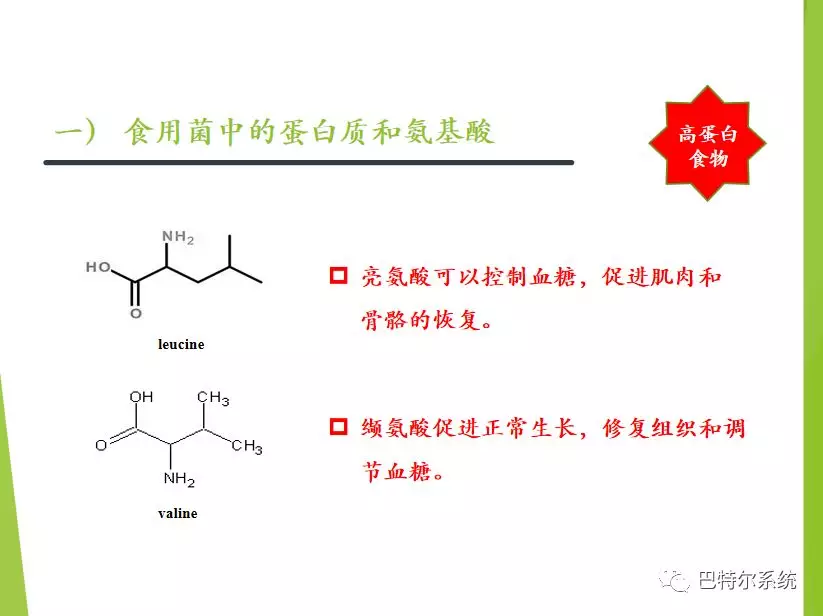 一） 食用菌中的蛋白质和氨基酸
高蛋白
食物
NH2
HO
O
leucine
亮氨酸可以控制血糖，促进肌肉和
骨骼的恢复。
OH
CH3
O
CH3
NH2
valine
缬氨酸促进正常生长，修复组织和调
节血糖。
巴特尔系统